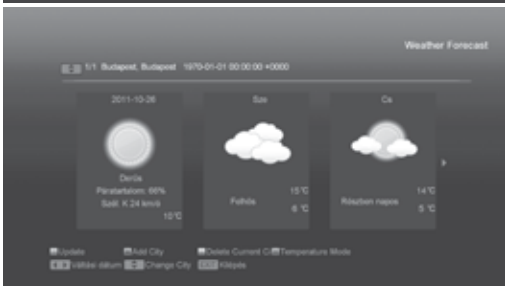 Weather Forecast
1/1 Budapest, Budapest 1970-01-01 00:00:00 +0000
2011-10-26 Sze Cs
Derűs
Páratartalom: 66%
Szél: K 24 km/ó
10°C
Felhős
15°C
6 °C
Részben napos
14°C
5 °C
Update Add City Delete Current Ci Temperature Mode
Váltási dátum Change City EXIT Kilépés